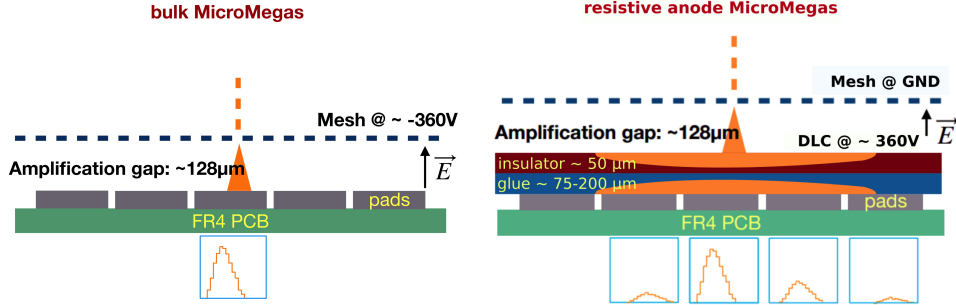 bulk MicroMegas
Mesh @ ~ -360V
Amplification gap: ~128μm
E
pads
FR4 PCB
resistive anode MicroMegas
Mesh @ GND
Amplification gap: ~128μm
E
DLC @ ~ 360V
insulator ~ 50 μm
glue ~ 75-200 μm
pads
FR4 PCB